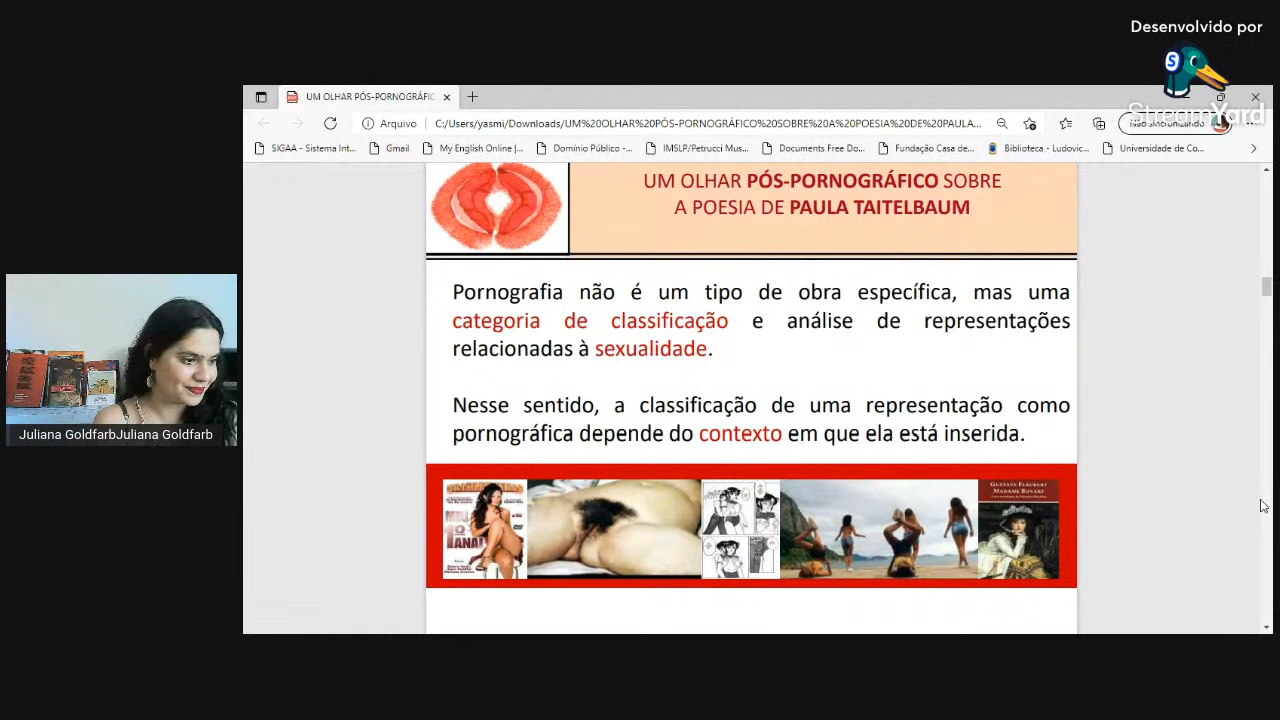 Desenvolvido por
StreamYard
UM OLHAR PÓS-PORNOGRÁFIC
Arquivo
C:/Users/yasmi/Downloads/UM%20OLHAR%20PÓS-PORNOGRÁFICO%20SOBRE%20A%20POESIA%20DE%20PAULA...
Não sincronizando
SIGAA - Sistema Int...
Gmail
My English Online |...
Domínio Público -...
IMSLP/Petrucci Mus...
Documents Free Do...
Fundação Casa de...
Biblioteca - Ludovic...
Universidade de Co...
UM OLHAR PÓS-PORNOGRÁFICO SOBRE
A POESIA DE PAULA TAITELBAUM
Pornografia não é um tipo de obra específica, mas uma
categoria de classificação e análise de representações
relacionadas à sexualidade.
Nesse sentido, a classificação de uma representação como
pornográfica depende do contexto em que ela está inserida.
Juliana GoldfarbJuliana Goldfarb
GUSTAVE FLAUBERT
MADAME BOVARY